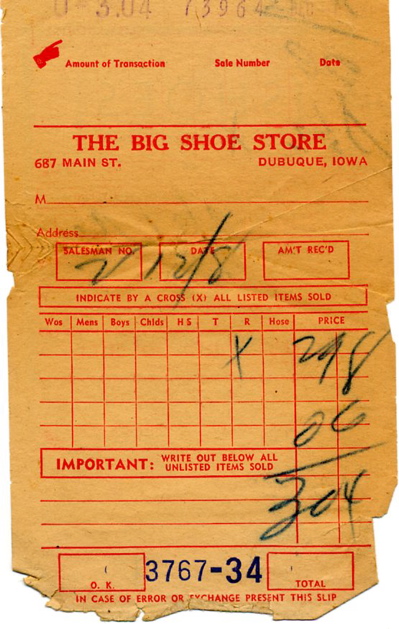 0-3.04 73964
Amount of Transaction Sale Number Date
THE BIG SHOE STORE
687 MAIN ST. DUBUQUE, IOWA
M
Address
SALESMAN NO. DATE AM'T REC'D
2
INDICATE BY A CROSS (X) ALL LISTED ITEMS SOLD
Wos Mens Boys Childs H S T R Hose PRICE
X 298
06
IMPORTANT: WRITE OUT BELOW ALL UNLISTED ITEMS SOLD
304
O. K. 3767-34 TOTAL
IN CASE OF ERROR OR EXCHANGE PRESENT THIS SLIP